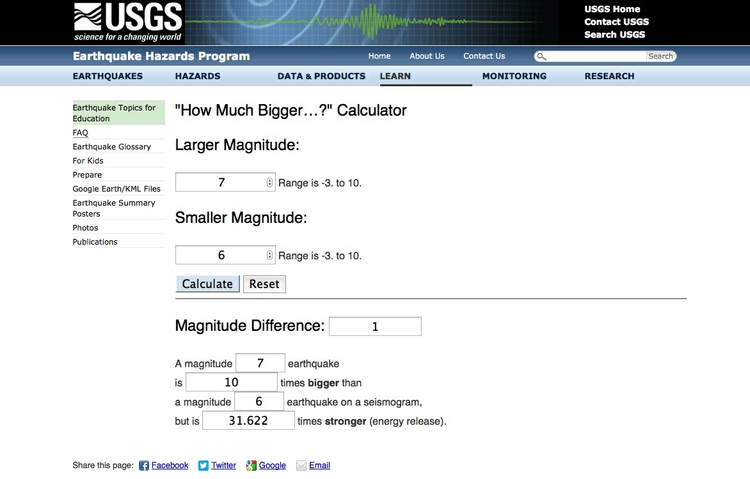 USGS
science for a changing world
USGS Home
Contact USGS
Search USGS
Earthquake Hazards Program
Home About Us Contact Us Search
EARTHQUAKES HAZARDS DATA & PRODUCTS LEARN MONITORING RESEARCH
Earthquake Topics for
Education
FAQ
Earthquake Glossary
For Kids
Prepare
Google Earth/KML Files
Earthquake Summary
Posters
Photos
Publications
"How Much Bigger…?" Calculator
Larger Magnitude:
7 Range is -3. to 10.
Smaller Magnitude:
6 Range is -3. to 10.
Calculate Reset
Magnitude Difference: 1
A magnitude 7 earthquake
is 10 times bigger than
a magnitude 6 earthquake on a seismogram,
but is 31.622 times stronger (energy release).
Share this page: Facebook Twitter Google Email